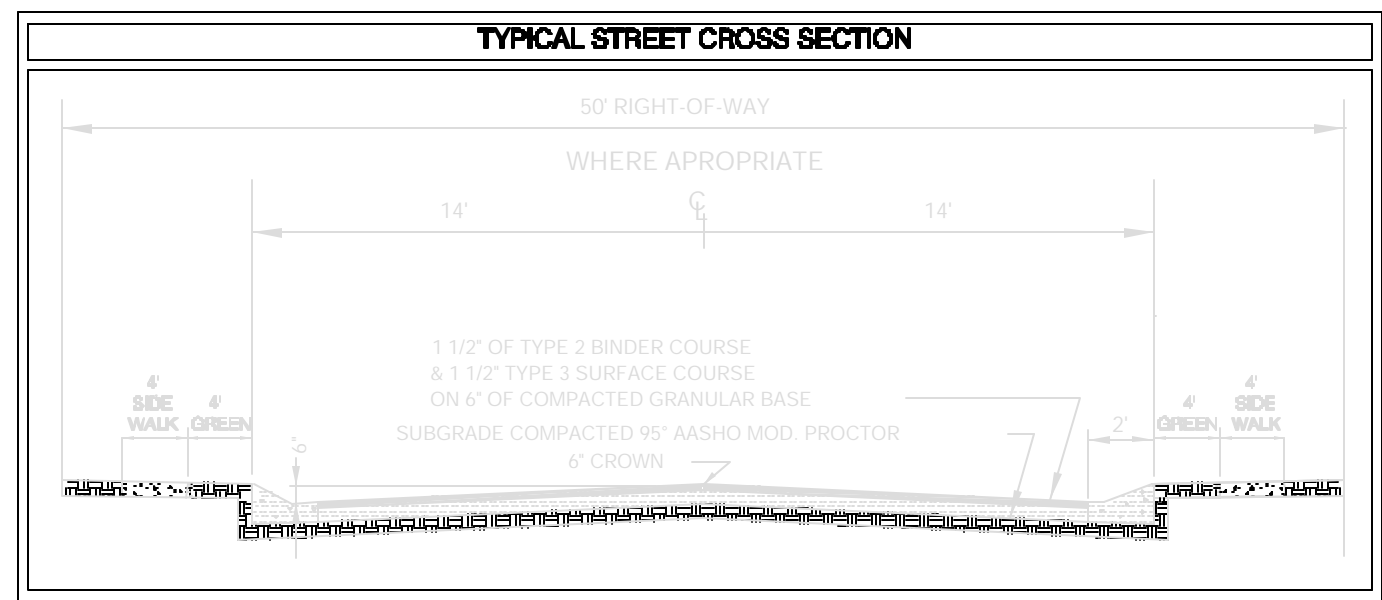 TYPICAL STREET CROSS SECTION
50' RIGHT-OF-WAY
WHERE APROPRIATE
14'
CL
14'
1 1/2" OF TYPE 2 BINDER COURSE
& 1 1/2" TYPE 3 SURFACE COURSE
ON 6" OF COMPACTED GRANULAR BASE
SUBGRADE COMPACTED 95° AASHO MOD. PROCTOR
6" CROWN
4'
SIDE
WALK
4'
GREEN
6"
2'
4'
GREEN
4'
SIDE
WALK